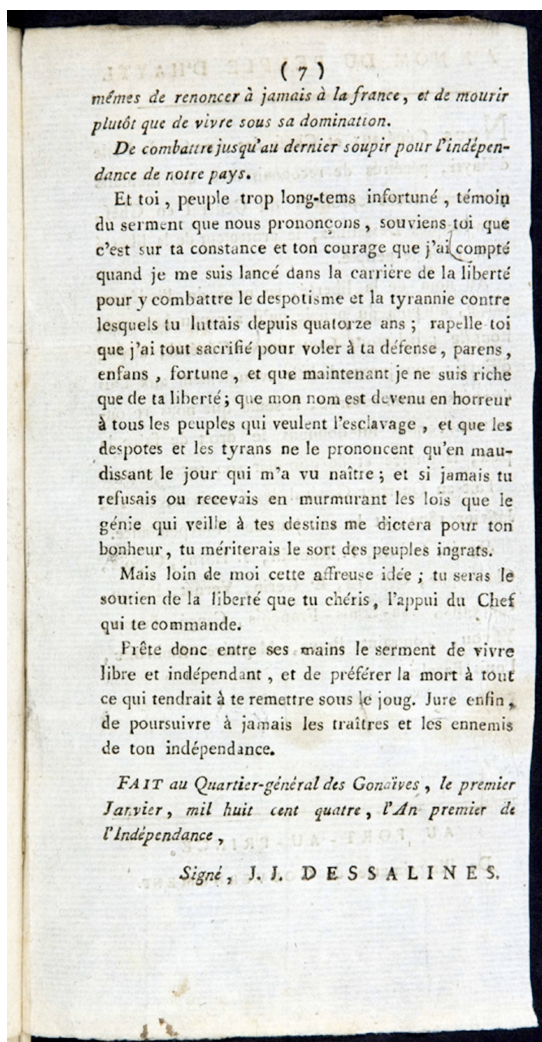 ( 7 )
mêmes de renoncer à jamais à la france, et de mourir
plutôt que de vivre sous sa domination.
De combattre jusqu'au dernier soupir pour l'indépen-
dance de notre pays.
Et toi, peuple trop long-tems infortuné, témoin
du serment que nous prononçons, souviens toi que
c'est sur ta constance et ton courage que j'ai compté
quand je me suis lancé dans la carrière de la liberté
pour y combattre le despotisme et la tyrannie contre
lesquels tu luttais depuis quatorze ans; rapelle toi
que j'ai tout sacrifié pour voler à ta défense, parens,
enfans, fortune, et que maintenant je ne suis riche
que de ta liberté; que mon nom est devenu en horreur
à tous les peuples qui veulent l'esclavage, et que les
despotes et les tyrans ne le prononcent qu'en mau-
dissant le jour qui m'a vu naître; et si jamais tu
refusais ou recevais en murmurant les lois que le
génie qui veille à tes destins me dictera pour ton
bonheur, tu mériterais le sort des peuples ingrats.
Mais loin de moi cette affreuse idée; tu seras le
soutien de la liberté que tu chéris, l'appui du Chef
qui te commande.
Prête donc entre ses mains le serment de vivre
libre et indépendant, et de préférer la mort à tout
ce qui tendrait à te remettre sous le joug. Jure enfin,
de poursuivre à jamais les traîtres et les ennemis
de ton indépendance.
FAIT au Quartier-général des Gonaïves, le premier
Janvier, mil huit cent quatre, l'An premier de
l'Indépendance,
Signé, J. J. DESSALINES.